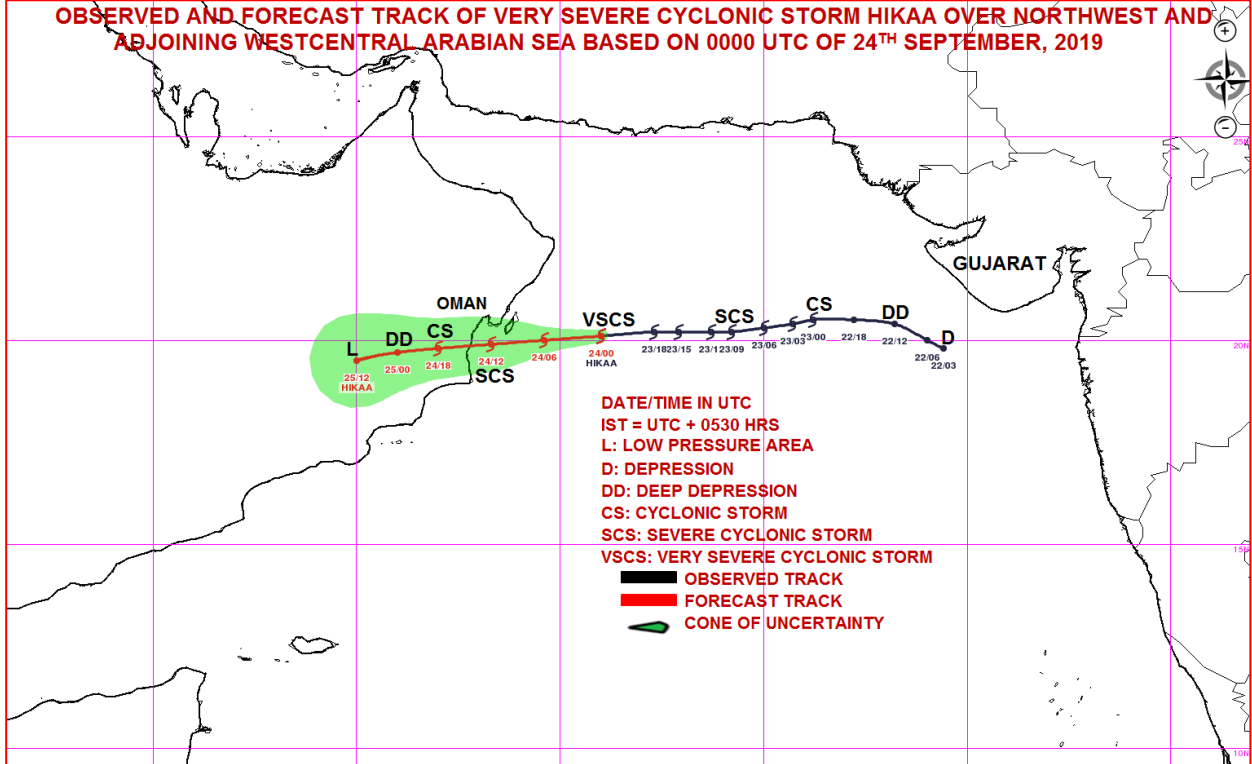 OBSERVED AND FORECAST TRACK OF VERY SEVERE CYCLONIC STORM HIKAA OVER NORTHWEST AND
ADJOINING WESTCENTRAL ARABIAN SEA BASED ON 0000 UTC OF 24TH SEPTEMBER, 2019
+
-
25N
GUJARAT
OMAN
VSCS
SCS
CS
DD
D
L
DD
CS
20N
25/12
HIKAA
25/00
24/18
24/12
24/06
24/00
HIKAA
23/18
23/15
23/12
23/09
23/06
23/03
23/00
22/18
22/12
22/06
22/03
SCS
DATE/TIME IN UTC
IST = UTC + 0530 HRS
L: LOW PRESSURE AREA
D: DEPRESSION
DD: DEEP DEPRESSION
CS: CYCLONIC STORM
SCS: SEVERE CYCLONIC STORM
VSCS: VERY SEVERE CYCLONIC STORM
OBSERVED TRACK
FORECAST TRACK
CONE OF UNCERTAINTY
15N
10N